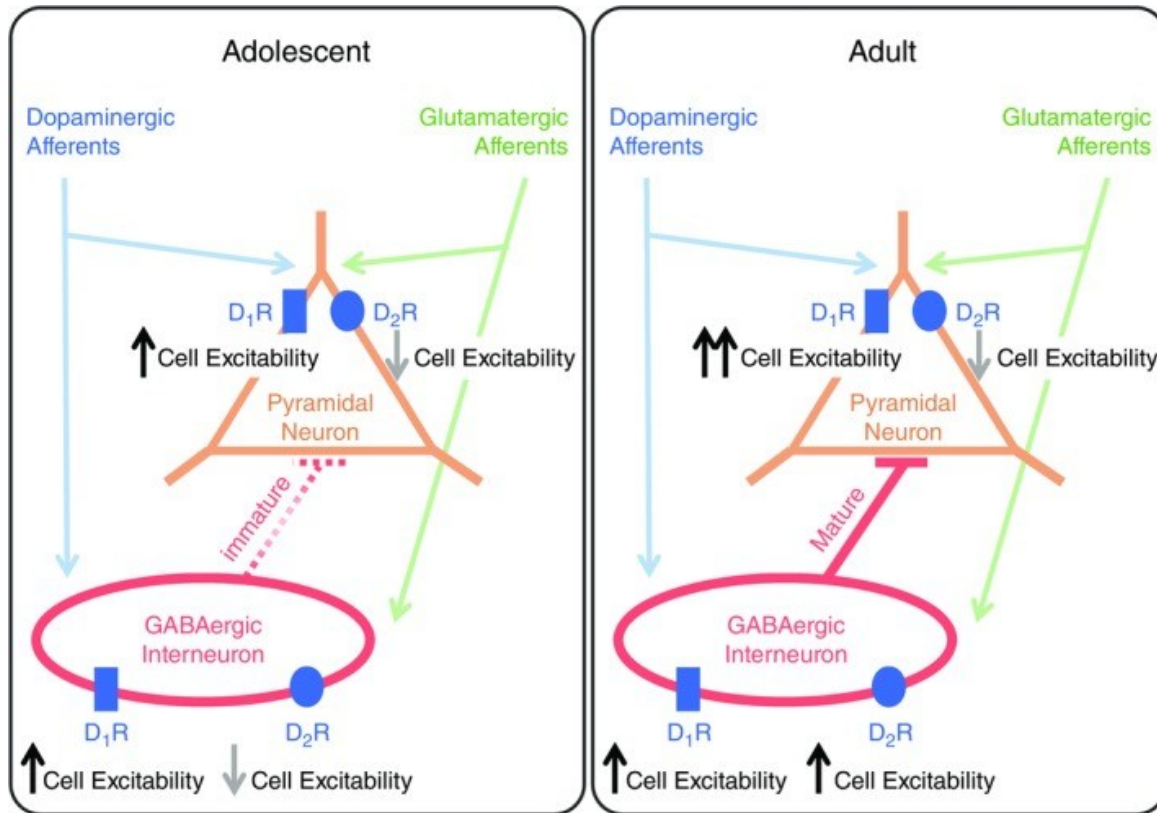 Adolescent
Dopaminergic
Afferents
Glutamatergic
Afferents
D₁R
D₂R
Cell Excitability
Cell Excitability
Pyramidal
Neuron
immature
GABAergic
Interneuron
D₁R
D₂R
Cell Excitability
Cell Excitability
Adult
Dopaminergic
Afferents
Glutamatergic
Afferents
D₁R
D₂R
Cell Excitability
Cell Excitability
Pyramidal
Neuron
Mature
GABAergic
Interneuron
D₁R
D₂R
Cell Excitability
Cell Excitability